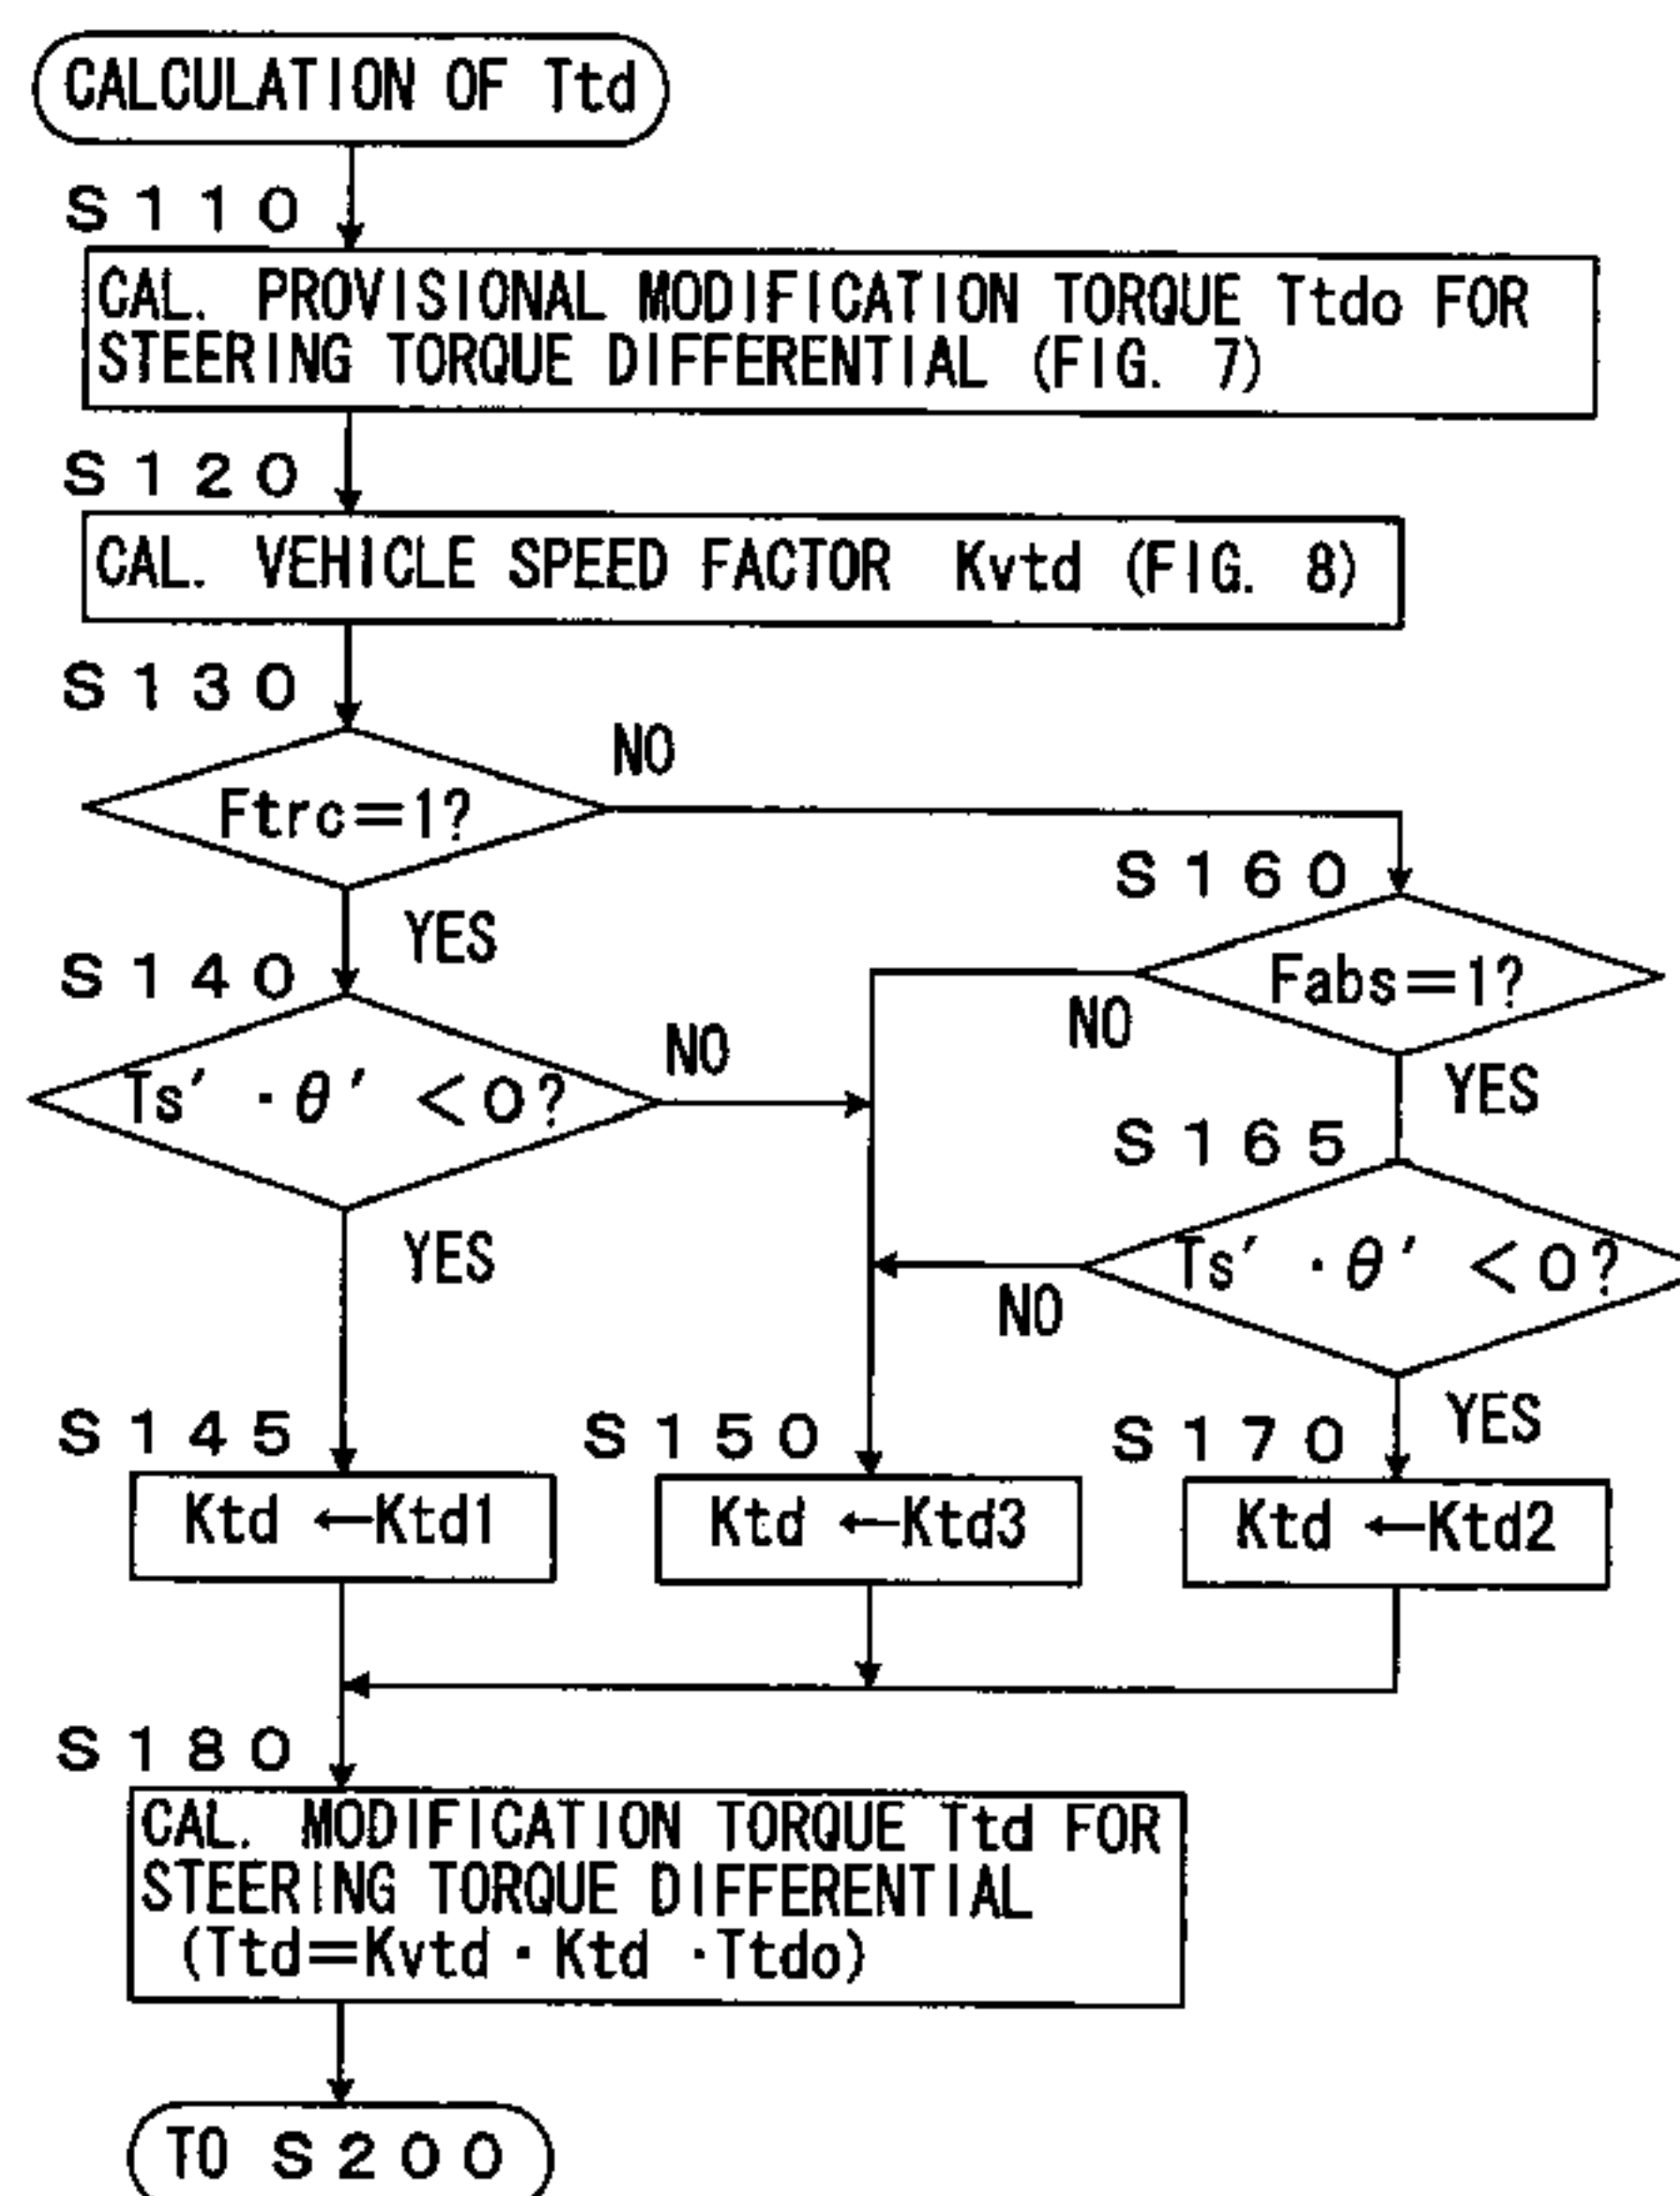 CALCULATION OF Ttd
S110
CAL. PROVISIONAL MODIFICATION TORQUE Ttdo FOR
STEERING TORQUE DIFFERENTIAL (FIG. 7)
S120
CAL. VEHICLE SPEED FACTOR Kvtd (FIG. 8)
S130
NO
Ftrc=1?
YES
S160
Fabs=1?
NO
YES
S140
Ts′ ・θ′ <0?
NO
YES
S165
Ts′ ・θ′ <0?
NO
YES
S145
Ktd ←Ktd1
S150
Ktd ←Ktd3
S170
Ktd ←Ktd2
S180
CAL. MODIFICATION TORQUE Ttd FOR
STEERING TORQUE DIFFERENTIAL
(Ttd=Kvtd・Ktd ・Ttdo)
TO S200